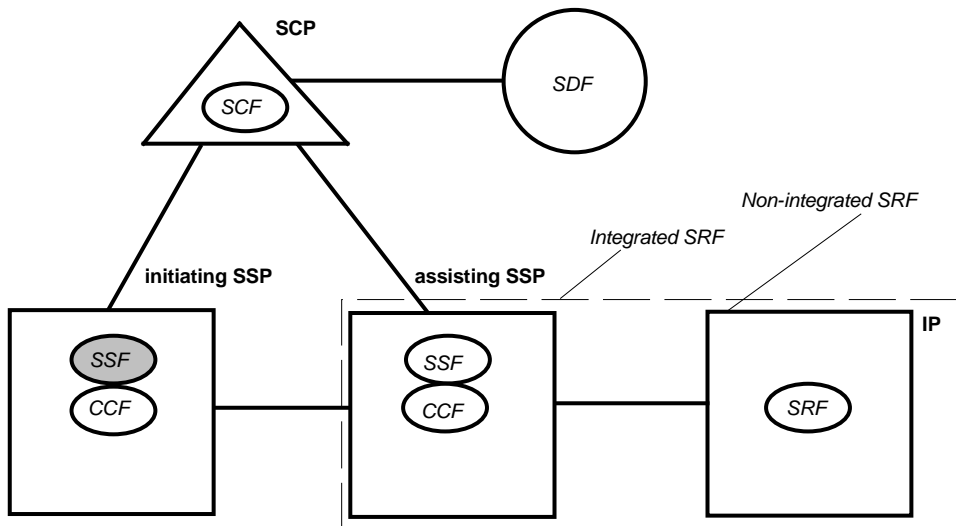 SCP
SDF
SCF
Non-integrated SRF
Integrated SRF
initiating SSP
assisting SSP
IP
SSF
CCF
SSF
CCF
SRF